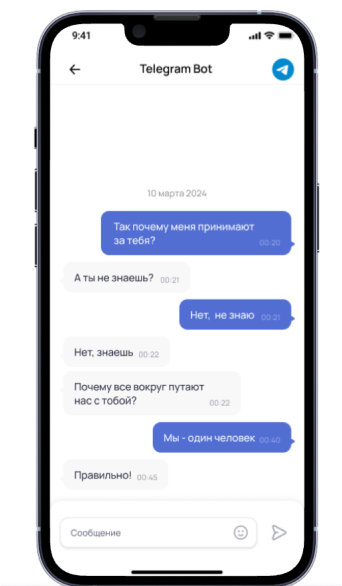 9:41
Telegram Bot
10 марта 2024
Так почему меня принимают
за тебя? 00:20
А ты не знаешь? 00:21
Нет, не знаю 00:21
Нет, знаешь 00:22
Почему все вокруг путают
нас с тобой? 00:22
Мы - один человек 00:40
Правильно! 00:45
Сообщение